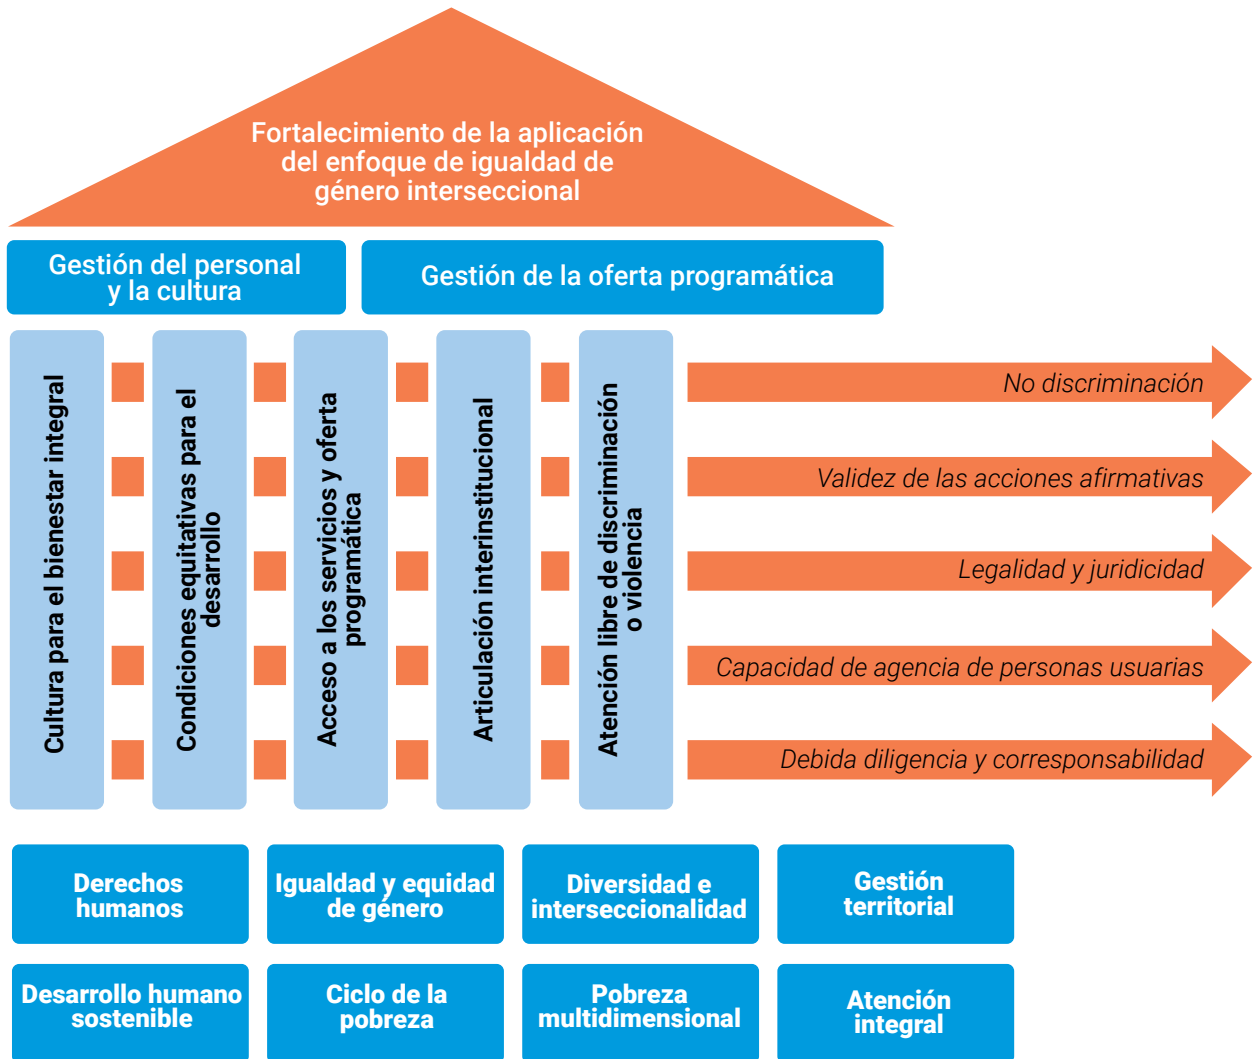 Fortalecimiento de la aplicación
del enfoque de igualdad de
género interseccional
Gestión del personal
y la cultura
Gestión de la oferta programática
Cultura para el bienestar integral
Condiciones equitativas para el
desarrollo
Acceso a los servicios y oferta
programática
Articulación interinstitucional
Atención libre de discriminación
o violencia
No discriminación
Validez de las acciones afirmativas
Legalidad y juridicidad
Capacidad de agencia de personas usuarias
Debida diligencia y corresponsabilidad
Derechos
humanos
Igualdad y equidad
de género
Diversidad e
interseccionalidad
Gestión
territorial
Desarrollo humano
sostenible
Ciclo de la
pobreza
Pobreza
multidimensional
Atención
integral